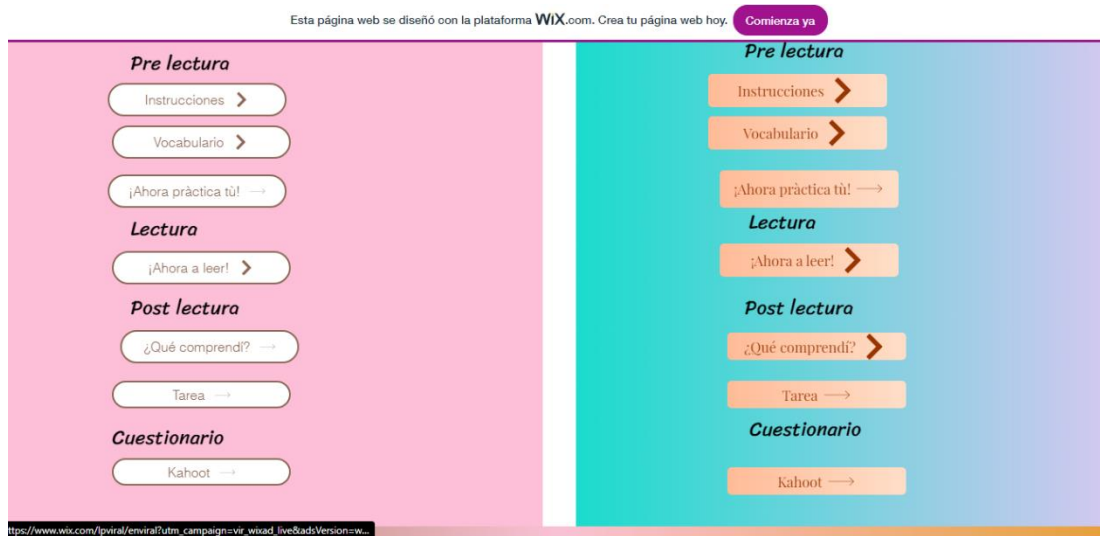 Esta página web se diseñó con la plataforma WiX.com. Crea tu página web hoy. Comienza ya
Pre lectura
Instrucciones
Vocabulario
¡Ahora pràctica tù!
Lectura
¡Ahora a leer!
Post lectura
¿Qué comprendí?
Tarea
Cuestionario
Kahoot
Pre lectura
Instrucciones
Vocabulario
¡Ahora pràctica tù!
Lectura
¡Ahora a leer!
Post lectura
¿Qué comprendí?
Tarea
Cuestionario
Kahoot
ttps://www.wix.com/lpviral/enviral?utm_campaign=vir_wixad_live&adsVersion=w...